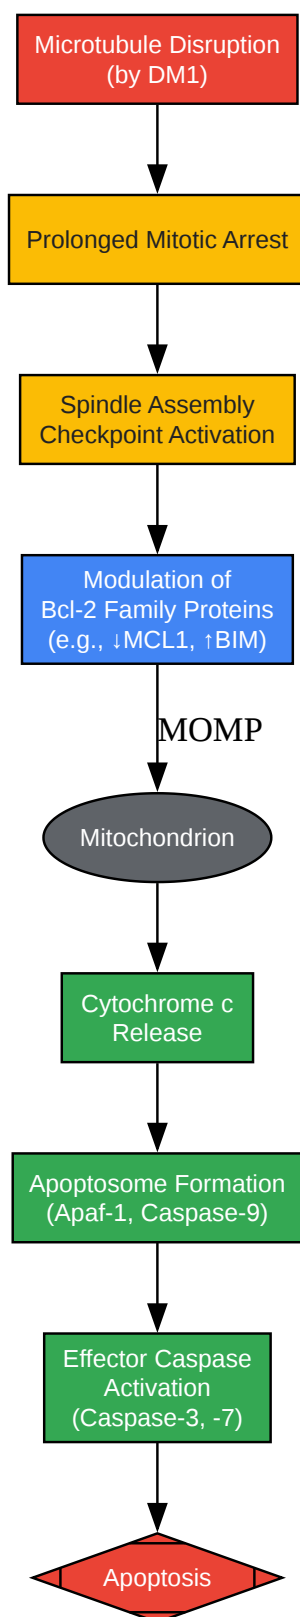 Microtubule Disruption
(by DM1)
Prolonged Mitotic Arrest
Spindle Assembly
Checkpoint Activation
Modulation of
Bcl-2 Family Proteins
(e.g., ↓MCL1, ↑BIM)
MOMP
Mitochondrion
Cytochrome c
Release
Apoptosome Formation
(Apaf-1, Caspase-9)
Effector Caspase
Activation
(Caspase-3, -7)
Apoptosis